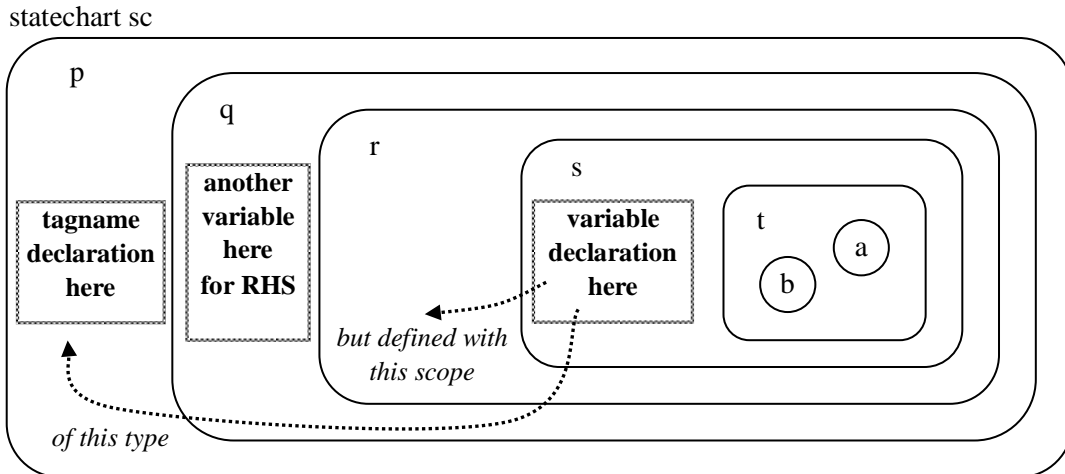 statechart sc
p
q
r
s
t
a
b
tagname
declaration
here
another
variable
here
for RHS
variable
declaration
here
but defined with
this scope
of this type